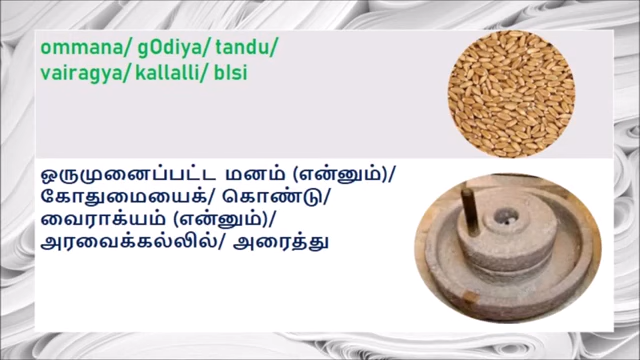 ommana/ gOdiya/ tandu/
vairagya/ kallalli/ bIsi
ஒருமுனைப்பட்ட மனம் (என்னும்)/
கோதுமையைக்/ கொண்டு/
வைராக்யம் (என்னும்)/
அரவைக்கல்லில்/ அரைத்து